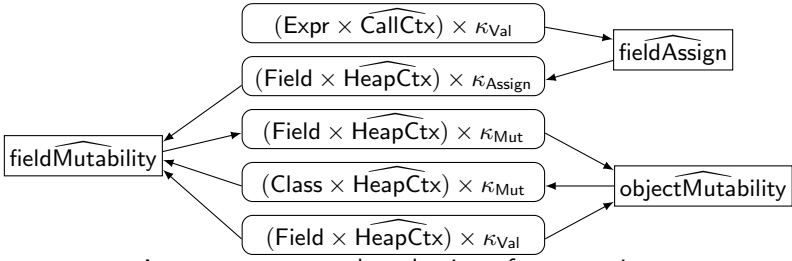 (Expr × CallCtx) × κVal
fieldAssign
(Field × HeapCtx) × κAssign
(Field × HeapCtx) × κMut
fieldMutability
(Class × HeapCtx) × κMut
objectMutability
(Field × HeapCtx) × κVal